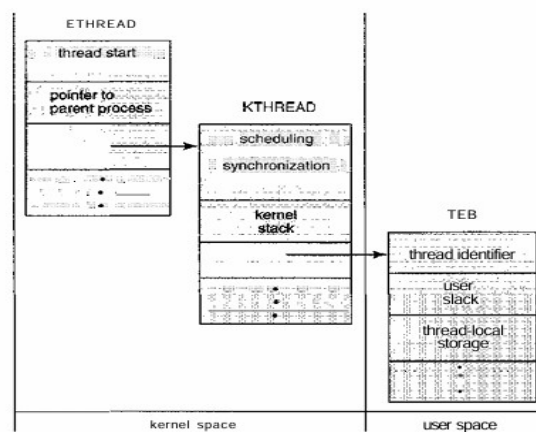 ETHREAD
thread start
pointer to
parent process
KTHREAD
scheduling
synchronization
kernel
stack
TEB
thread identifier
user
slack
thread-local
storage
kernel space
user space